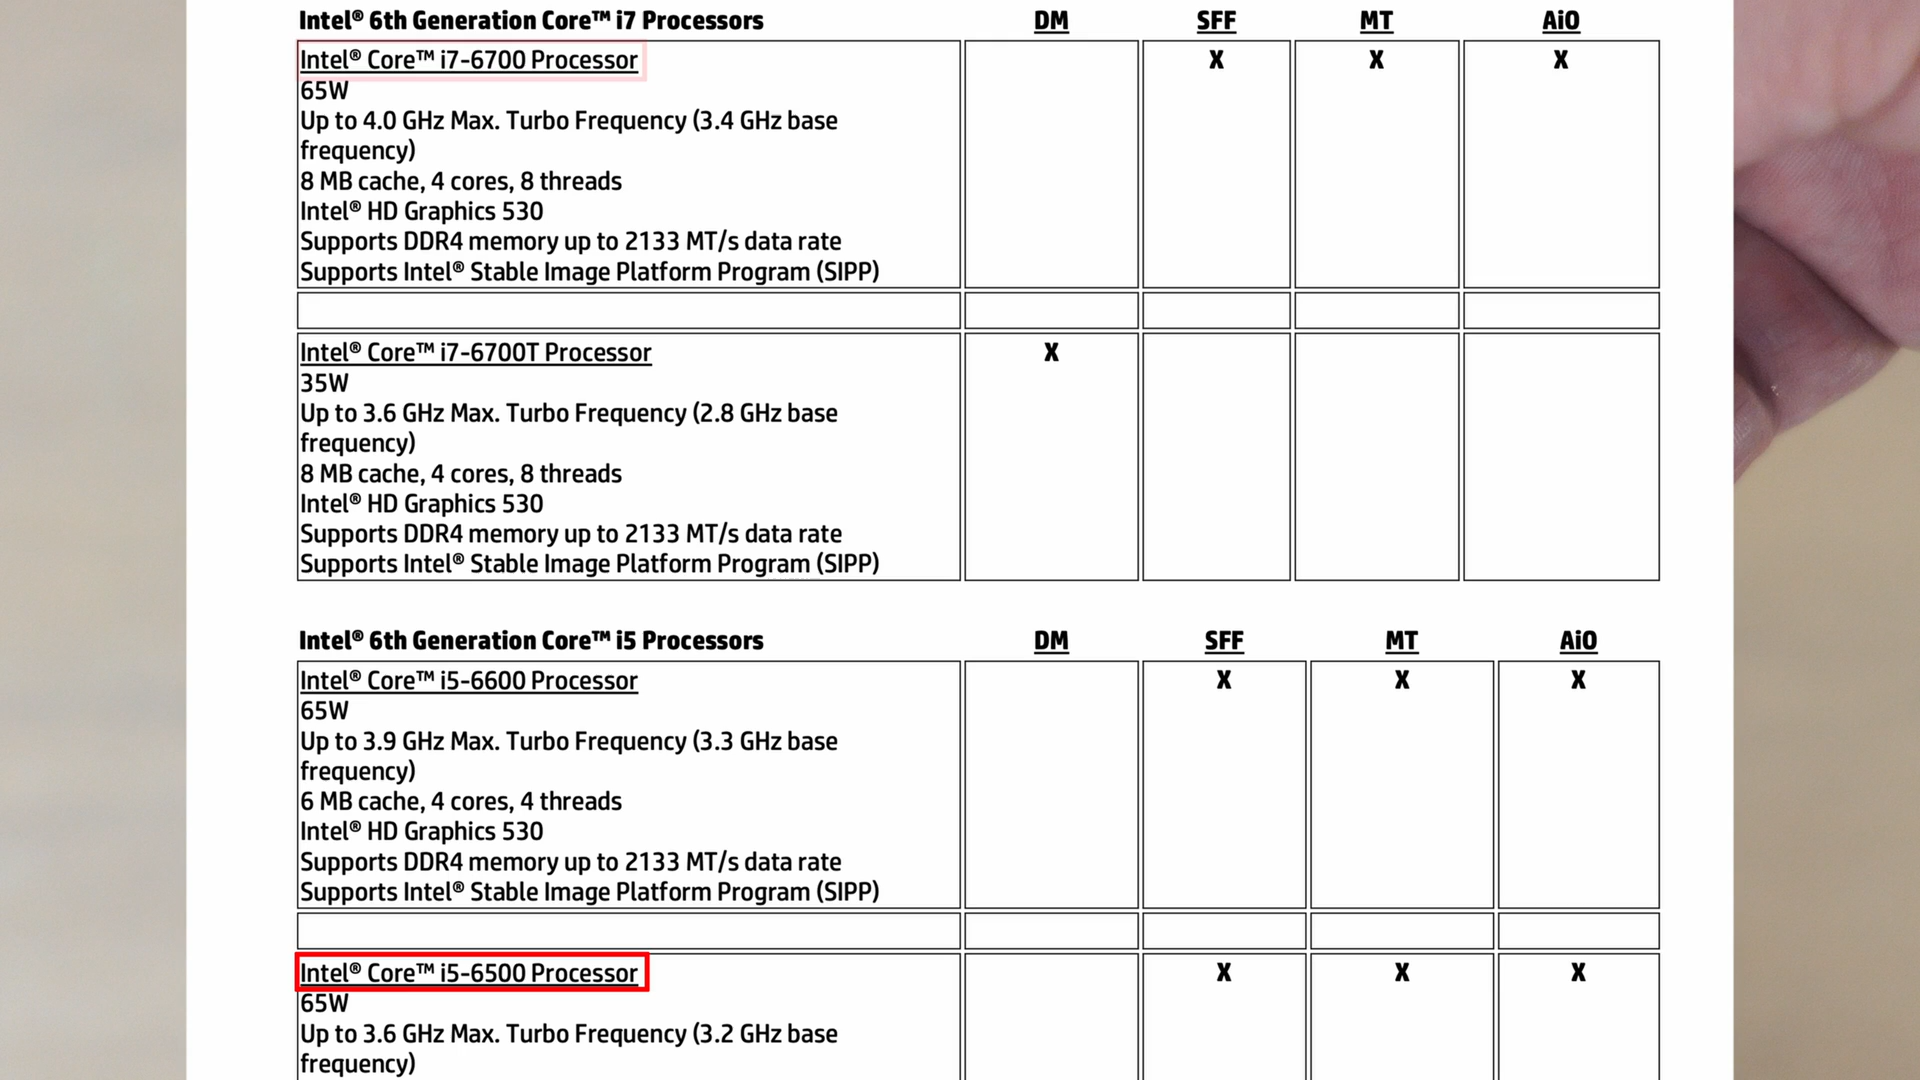 Intel® 6th Generation Core™ i7 Processors DM SFF MT AiO
Intel® Core™ i7-6700 Processor X X X
65W
Up to 4.0 GHz Max. Turbo Frequency (3.4 GHz base
frequency)
8 MB cache, 4 cores, 8 threads
Intel® HD Graphics 530
Supports DDR4 memory up to 2133 MT/s data rate
Supports Intel® Stable Image Platform Program (SIPP)
Intel® Core™ i7-6700T Processor X
35W
Up to 3.6 GHz Max. Turbo Frequency (2.8 GHz base
frequency)
8 MB cache, 4 cores, 8 threads
Intel® HD Graphics 530
Supports DDR4 memory up to 2133 MT/s data rate
Supports Intel® Stable Image Platform Program (SIPP)
Intel® 6th Generation Core™ i5 Processors DM SFF MT AiO
Intel® Core™ i5-6600 Processor X X X
65W
Up to 3.9 GHz Max. Turbo Frequency (3.3 GHz base
frequency)
6 MB cache, 4 cores, 4 threads
Intel® HD Graphics 530
Supports DDR4 memory up to 2133 MT/s data rate
Supports Intel® Stable Image Platform Program (SIPP)
Intel® Core™ i5-6500 Processor X X X
65W
Up to 3.6 GHz Max. Turbo Frequency (3.2 GHz base
frequency)